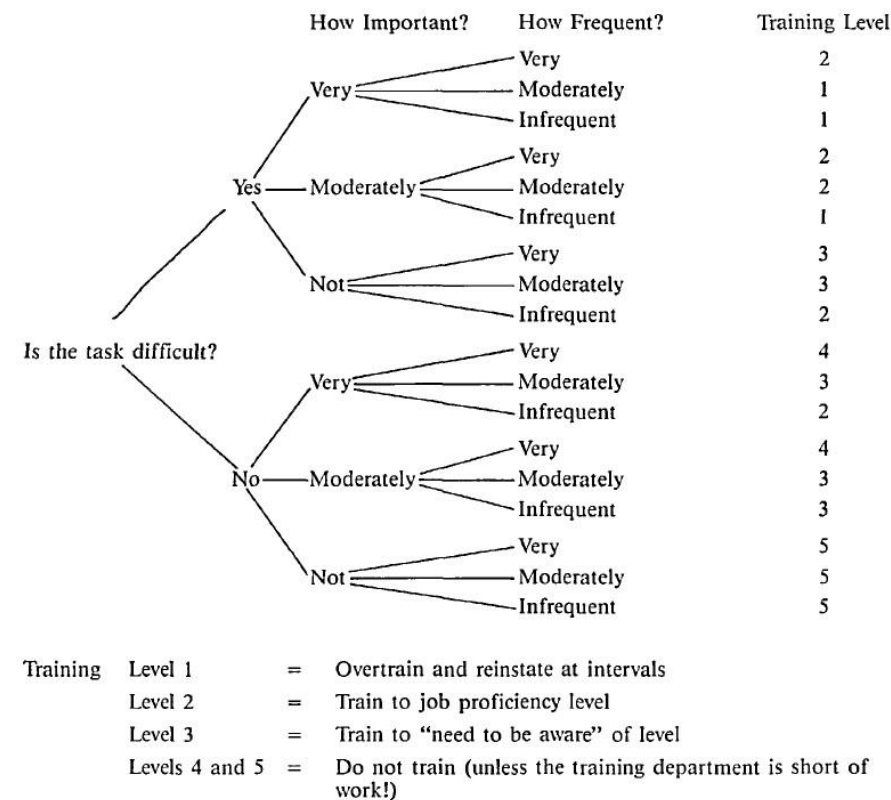 How Important? How Frequent? Training Level
Very 2
Very Moderately 1
Infrequent 1
Very 2
Yes Moderately Moderately 2
Infrequent 1
Very 3
Not Moderately 3
Infrequent 2
Is the task difficult? Very 4
Very Moderately 3
Infrequent 2
Very 4
No Moderately Moderately 3
Infrequent 3
Very 5
Not Moderately 5
Infrequent 5
Training Level 1 = Overtrain and reinstate at intervals
Level 2 = Train to job proficiency level
Level 3 = Train to “need to be aware” of level
Levels 4 and 5 = Do not train (unless the training department is short of
work!)